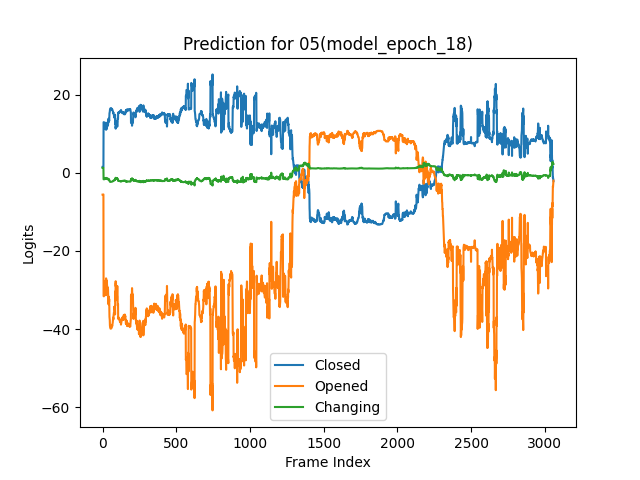 Prediction for 05(model_epoch_18)
Logits
20
0
−20
−40
−60
Closed
Opened
Changing
0
500
1000
1500
2000
2500
3000
Frame Index